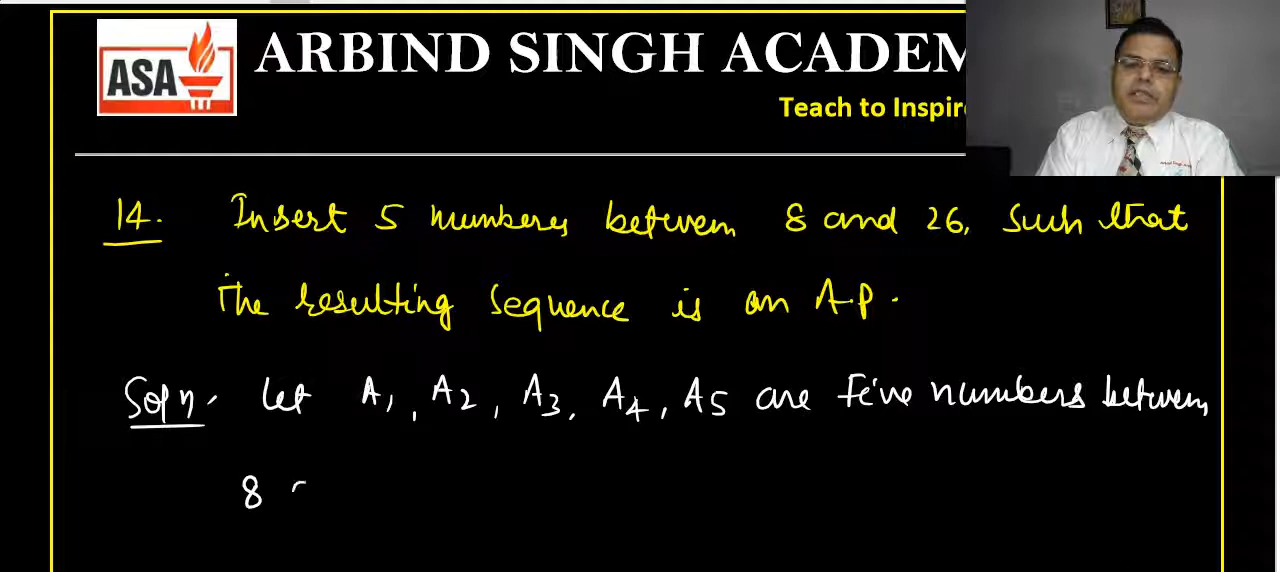 ASA
ARBIND SINGH ACADEM
Teach to Inspire
14. Insert 5 numbers between 8 and 26, such that
the resulting sequence is an A.P.
Soln. Let A1, A2, A3, A4, A5 are five numbers between
8